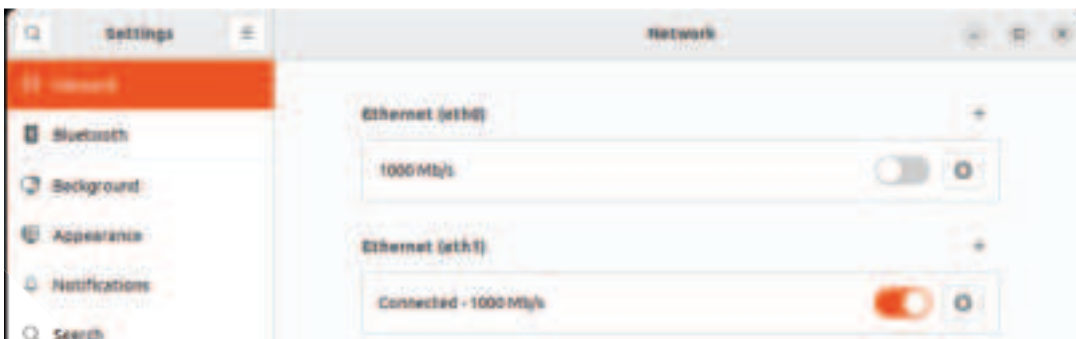 Settings
Network
Network
Bluetooth
Background
Appearance
Notifications
Search
Ethernet (eth0)
1000 Mb/s
Ethernet (eth1)
Connected - 1000 Mb/s